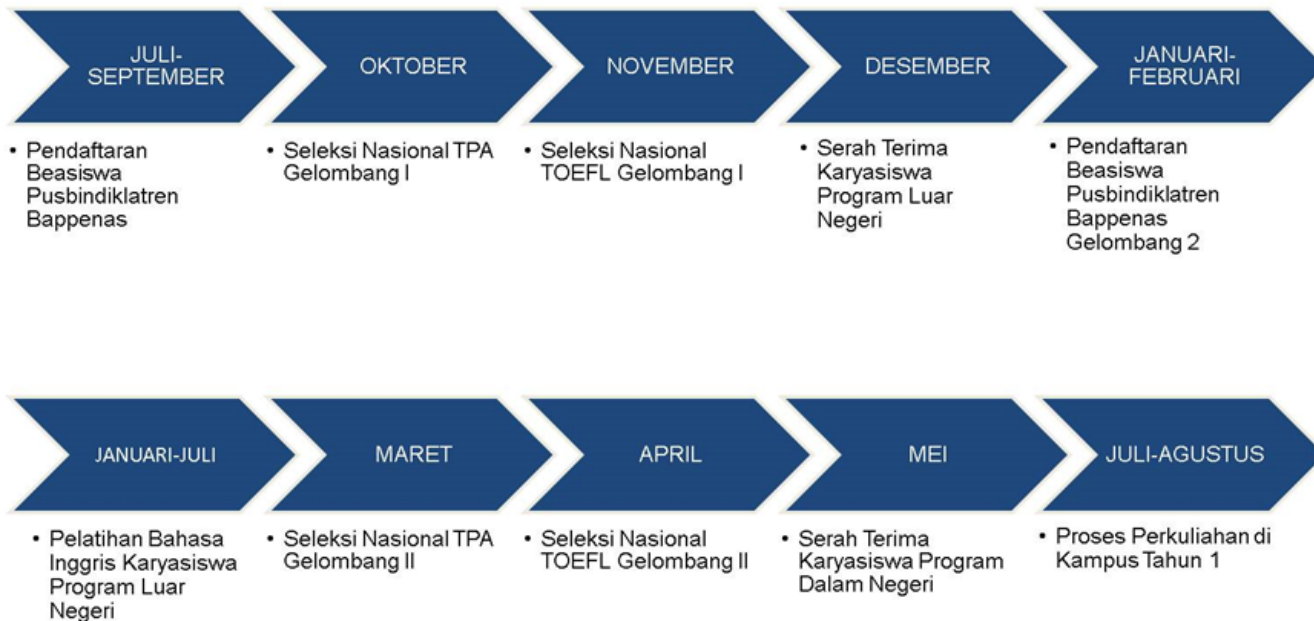 JULI-
SEPTEMBER
• Pendaftaran
Beasiswa
Pusbindiklatren
Bappenas
OKTOBER
• Seleksi Nasional TPA
Gelombang I
NOVEMBER
• Seleksi Nasional
TOEFL Gelombang I
DESEMBER
• Serah Terima
Karyasiswa
Program Luar
Negeri
JANUARI-
FEBRUARI
• Pendaftaran
Beasiswa
Pusbindiklatren
Bappenas
Gelombang 2
JANUARI-JULI
• Pelatihan Bahasa
Inggris Karyasiswa
Program Luar
Negeri
MARET
• Seleksi Nasional TPA
Gelombang II
APRIL
• Seleksi Nasional
TOEFL Gelombang II
MEI
• Serah Terima
Karyasiswa Program
Dalam Negeri
JULI-AGUSTUS
• Proses Perkuliahan di
Kampus Tahun 1